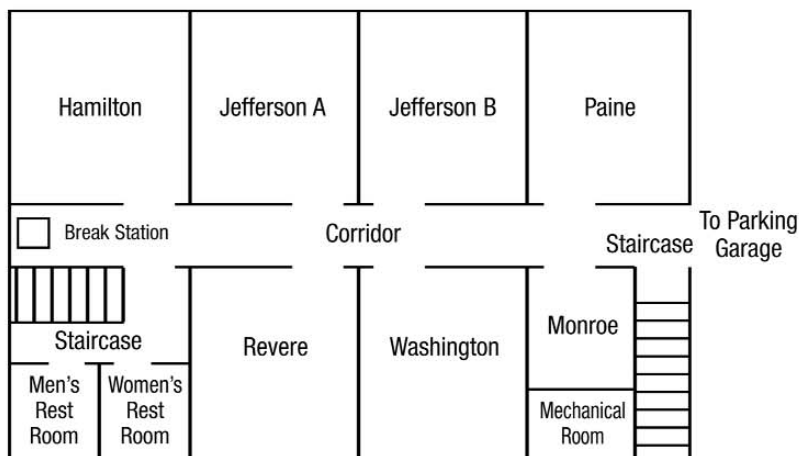 Hamilton
Jefferson A
Jefferson B
Paine
Break Station
Corridor
Staircase
To Parking
Garage
Staircase
Revere
Washington
Monroe
Men's
Rest
Room
Women's
Rest
Room
Mechanical
Room